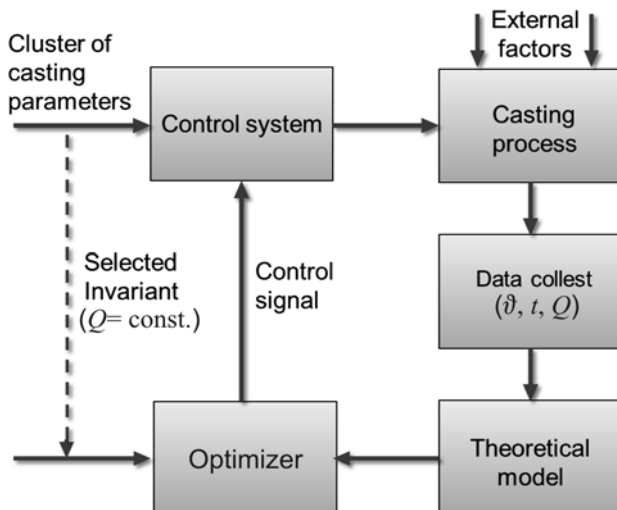 Cluster of
casting
parameters
Control system
External
factors
Casting
process
Selected
Invariant
(Q= const.)
Control
signal
Data collest
(ϑ, t, Q)
Optimizer
Theoretical
model